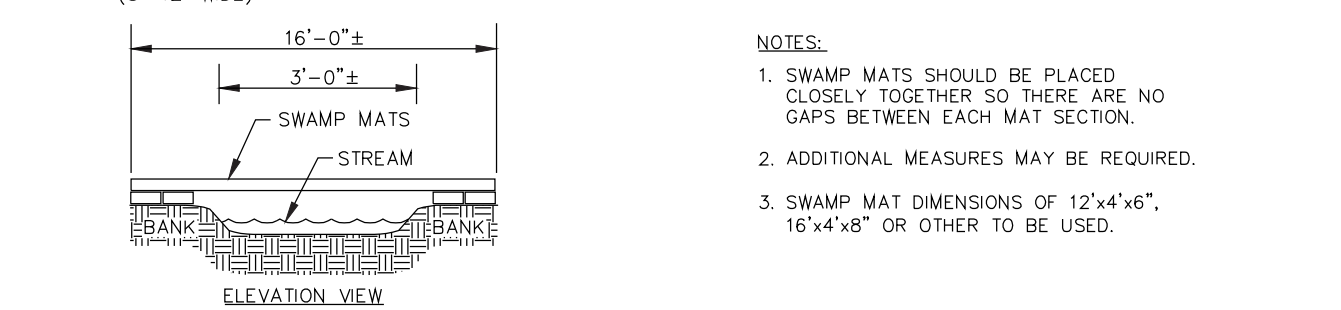 16'-0"±
3'-0"±
SWAMP MATS
STREAM
BANK
BANK
ELEVATION VIEW
NOTES:
1. SWAMP MATS SHOULD BE PLACED
CLOSELY TOGETHER SO THERE ARE NO
GAPS BETWEEN EACH MAT SECTION.
2. ADDITIONAL MEASURES MAY BE REQUIRED.
3. SWAMP MAT DIMENSIONS OF 12'x4'x6",
16'x4'x8" OR OTHER TO BE USED.